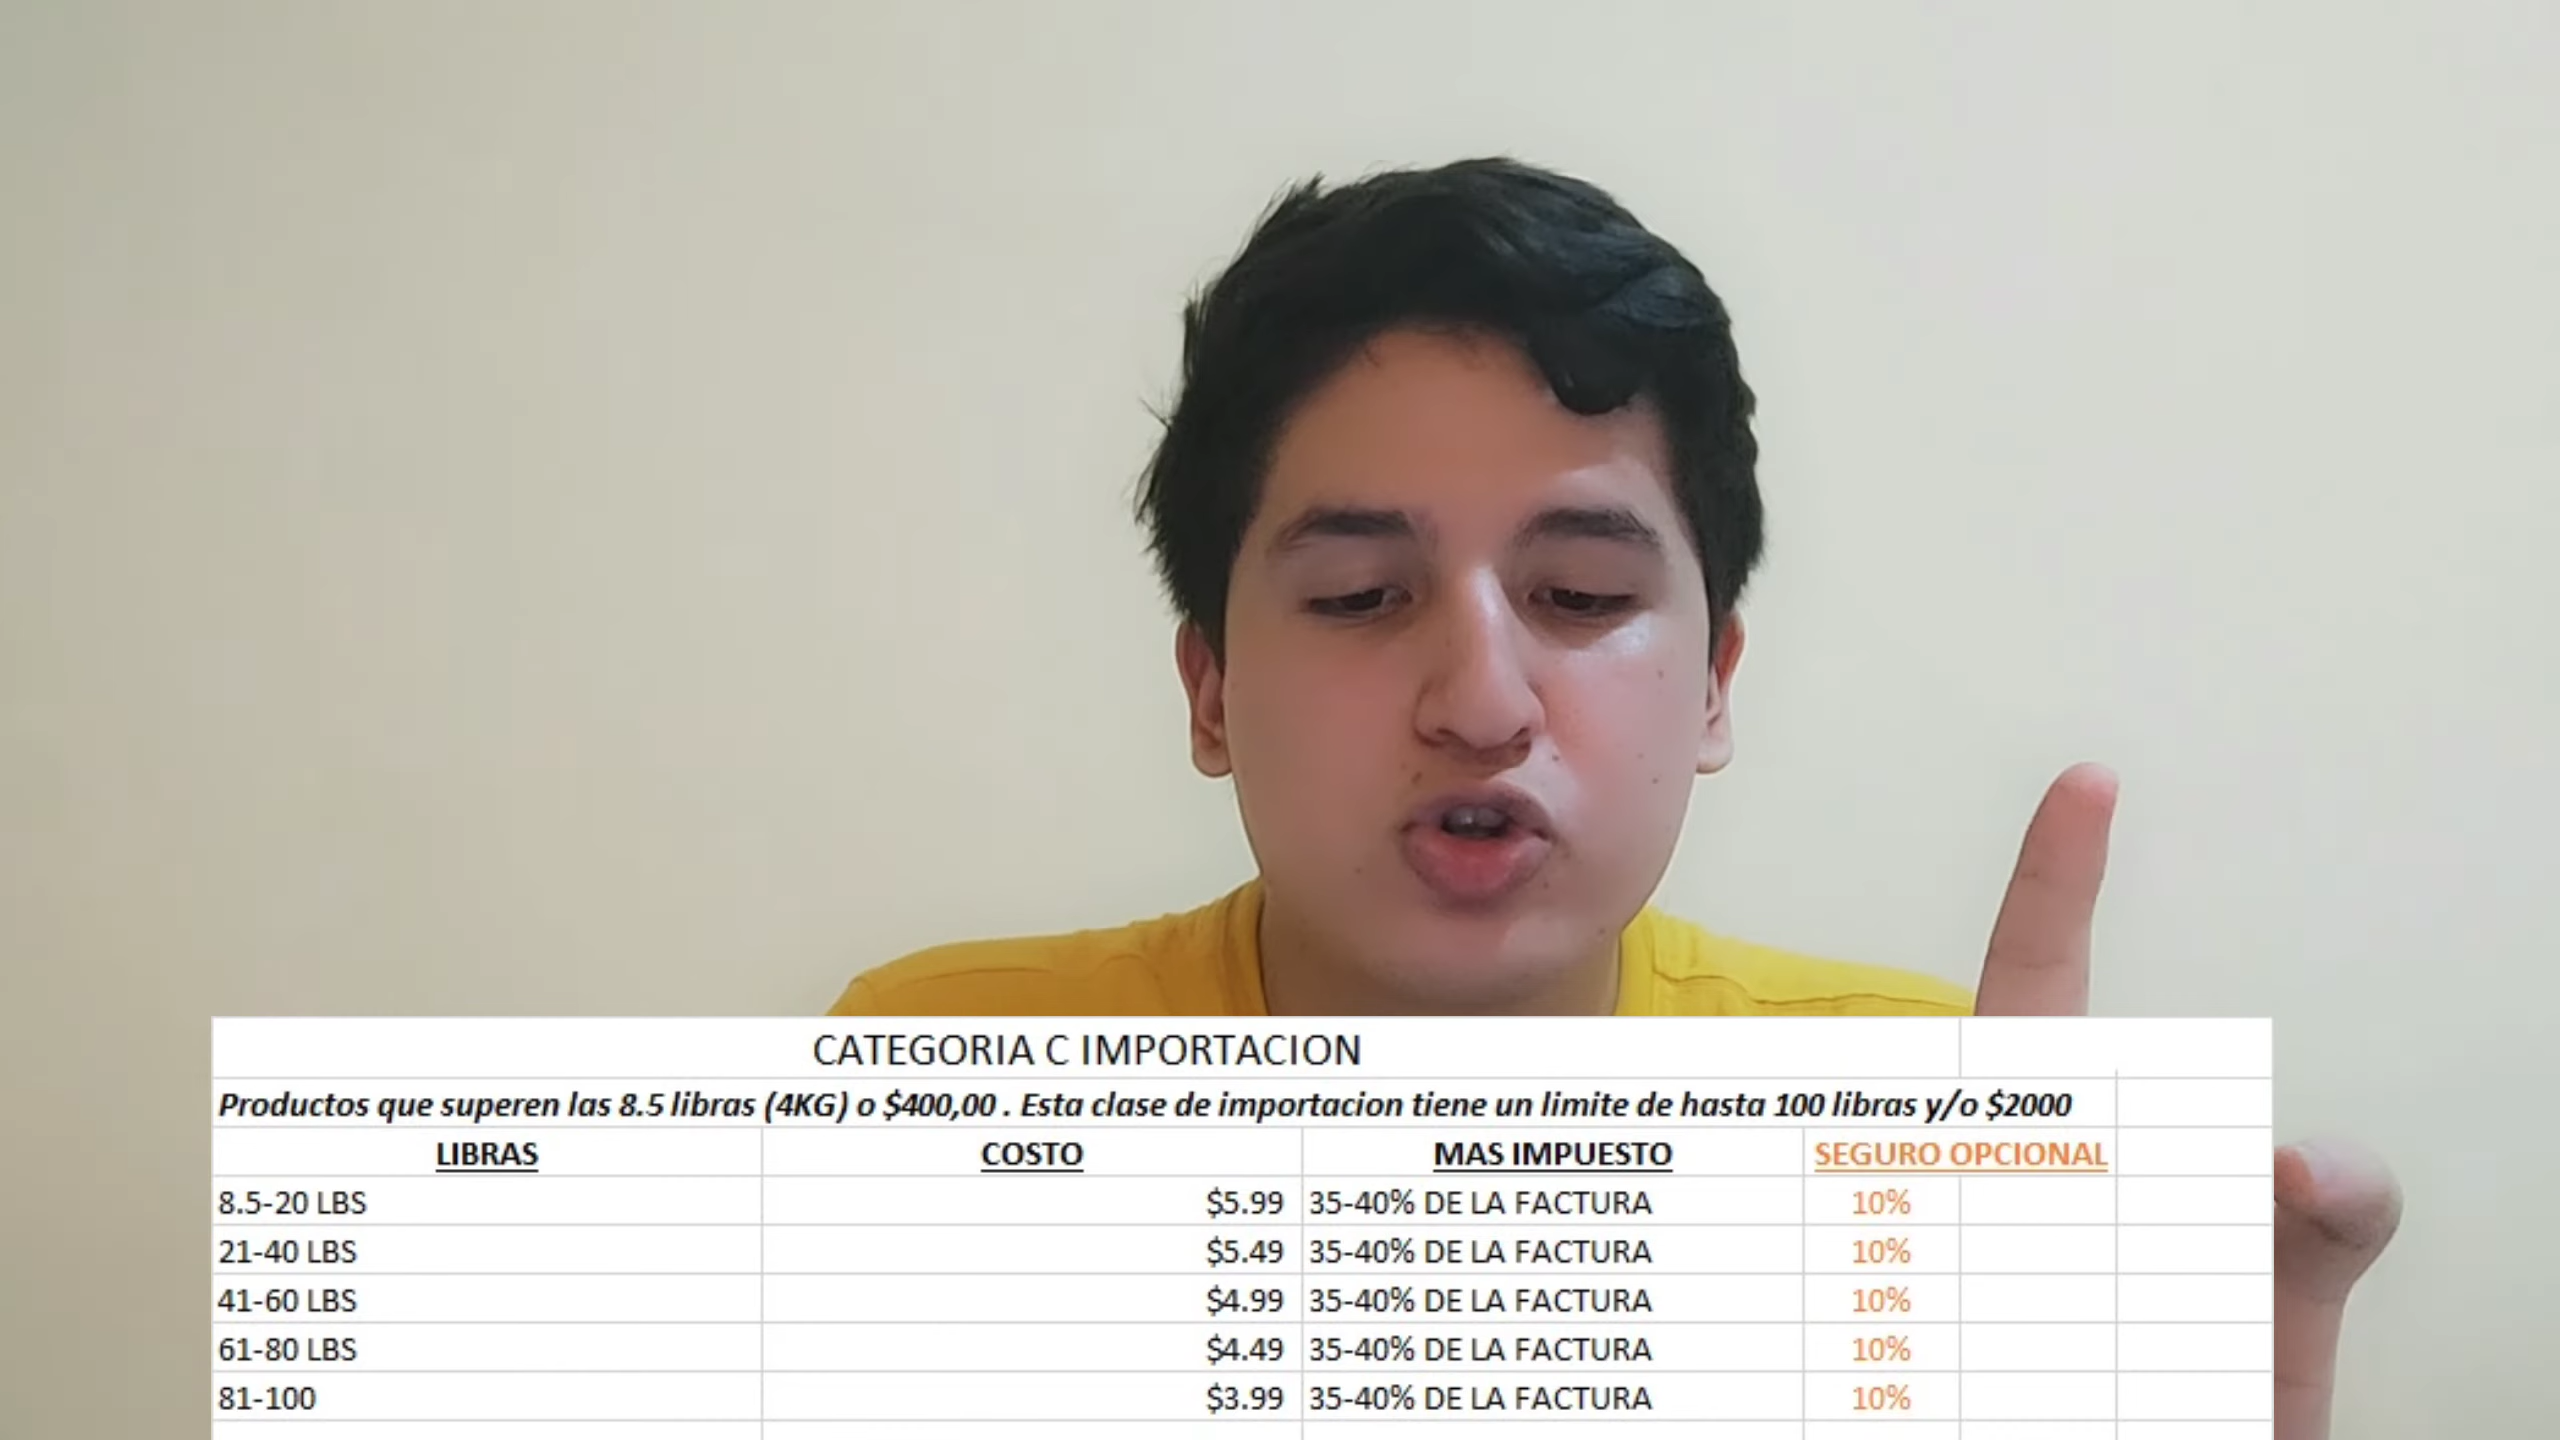 CATEGORIA C IMPORTACION
Productos que superen las 8.5 libras (4KG) o $400,00 . Esta clase de importacion tiene un limite de hasta 100 libras y/o $2000
LIBRAS COSTO MAS IMPUESTO SEGURO OPCIONAL
8.5-20 LBS $5.99 35-40% DE LA FACTURA 10%
21-40 LBS $5.49 35-40% DE LA FACTURA 10%
41-60 LBS $4.99 35-40% DE LA FACTURA 10%
61-80 LBS $4.49 35-40% DE LA FACTURA 10%
81-100 $3.99 35-40% DE LA FACTURA 10%